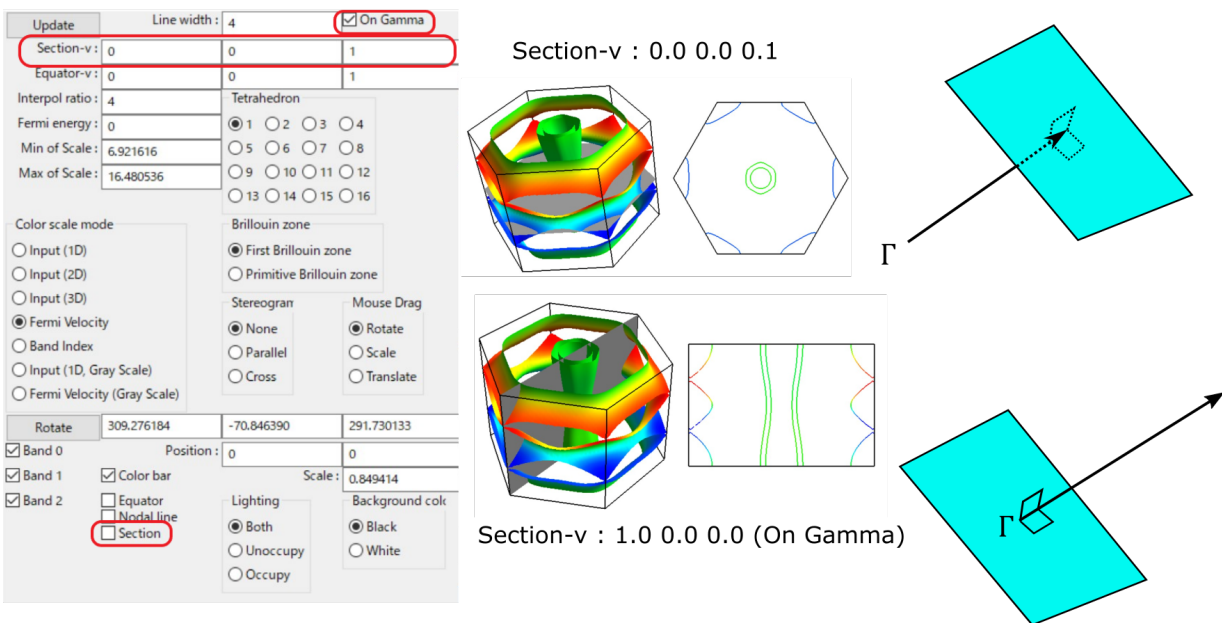 Update Line width : 4 On Gamma
Section-v : 0 0 1
Equator-v : 0 0 1
Interpol ratio : 4
Fermi energy : 0
Min of Scale : 6.921616
Max of Scale : 16.480536
Tetrahedron
1 2 3 4
5 6 7 8
9 10 11 12
13 14 15 16
Color scale mode
Input (1D)
Input (2D)
Input (3D)
Fermi Velocity
Band Index
Input (1D, Gray Scale)
Fermi Velocity (Gray Scale)
Brillouin zone
First Brillouin zone
Primitive Brillouin zone
Stereogram
None
Parallel
Cross
Mouse Drag
Rotate
Scale
Translate
Rotate 309.276184 -70.846390 291.730133
Band 0 Position : 0 0
Band 1 Color bar Scale : 0.849414
Band 2 Equator
Nodal line
Section
Lighting
Both
Unoccupy
Occupy
Background colo
Black
White
Section-v : 0.0 0.0 0.1
Section-v : 1.0 0.0 0.0 (On Gamma)
Γ
Γ